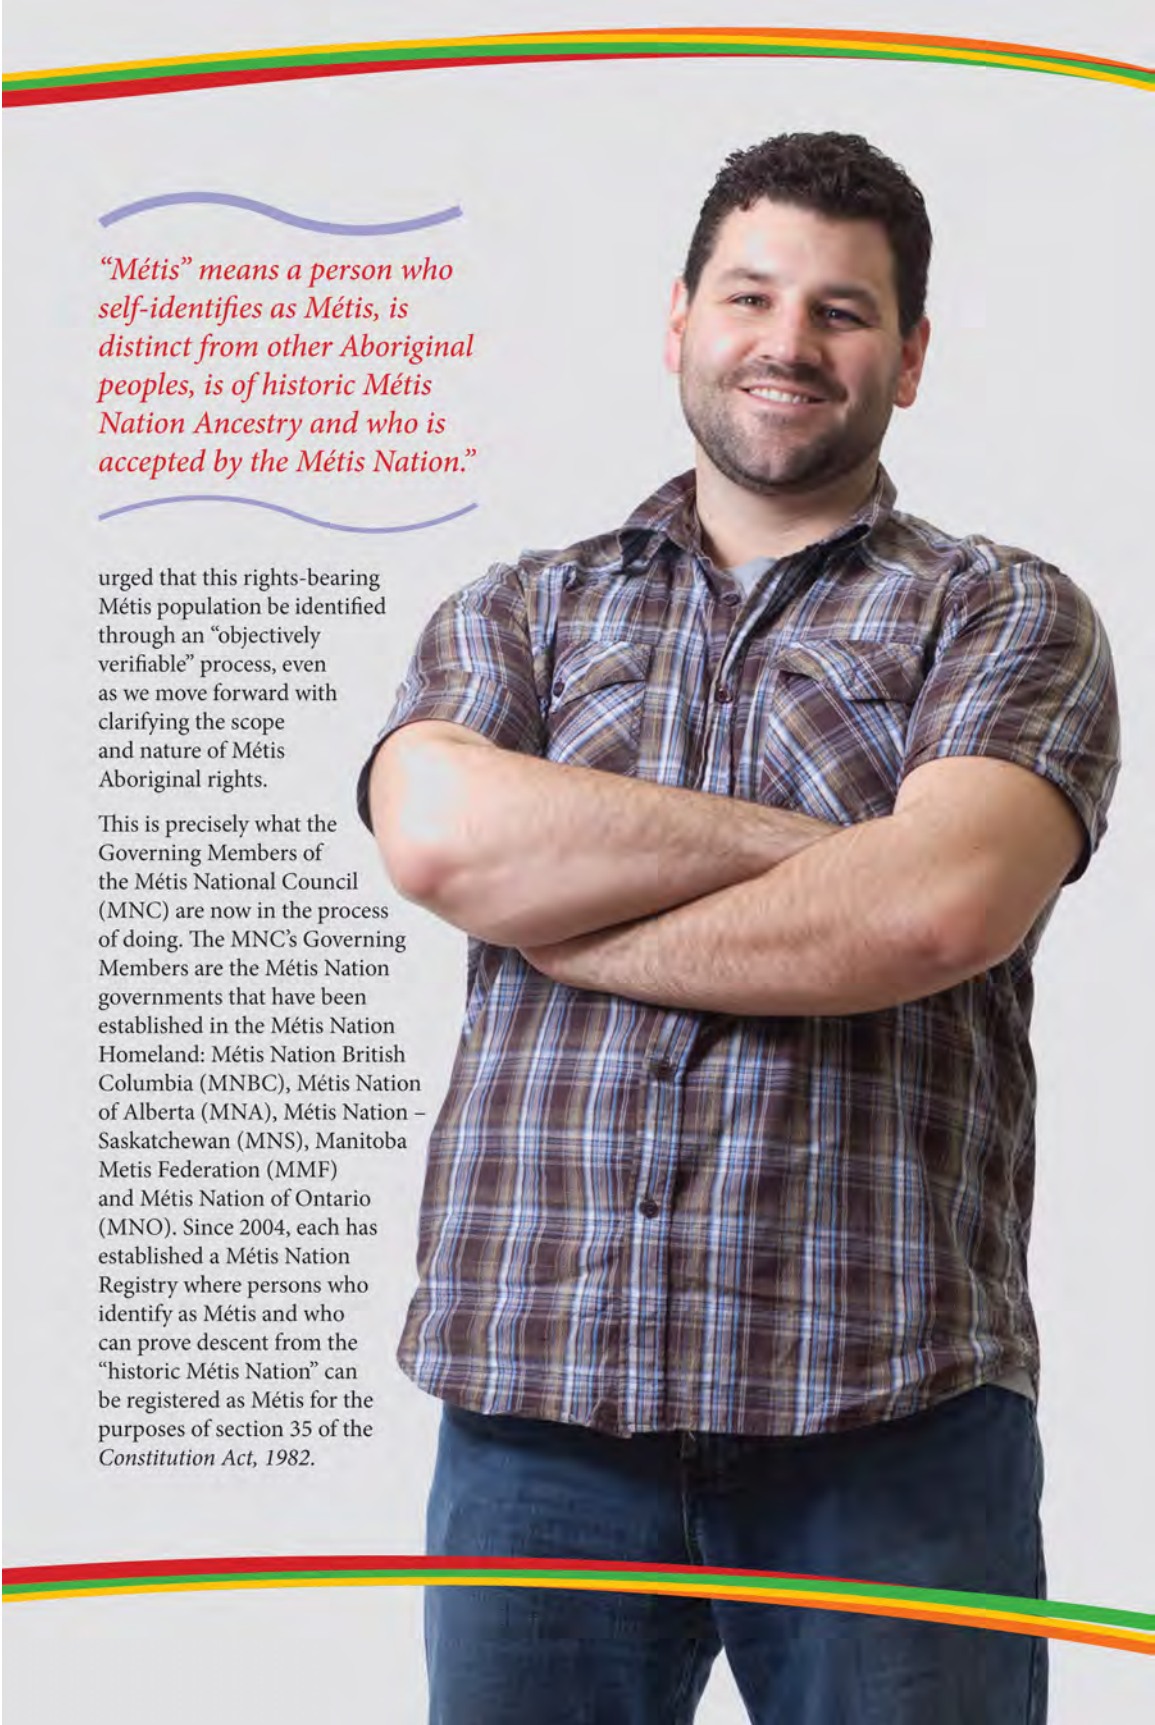 “Métis” means a person who
self-identifies as Métis, is
distinct from other Aboriginal
peoples, is of historic Métis
Nation Ancestry and who is
accepted by the Métis Nation.”
urged that this rights-bearing
Métis population be identified
through an “objectively
verifiable” process, even
as we move forward with
clarifying the scope
and nature of Métis
Aboriginal rights.
This is precisely what the
Governing Members of
the Métis National Council
(MNC) are now in the process
of doing. The MNC’s Governing
Members are the Métis Nation
governments that have been
established in the Métis Nation
Homeland: Métis Nation British
Columbia (MNBC), Métis Nation
of Alberta (MNA), Métis Nation –
Saskatchewan (MNS), Manitoba
Metis Federation (MMF)
and Métis Nation of Ontario
(MNO). Since 2004, each has
established a Métis Nation
Registry where persons who
identify as Métis and who
can prove descent from the
“historic Métis Nation” can
be registered as Métis for the
purposes of section 35 of the
Constitution Act, 1982.